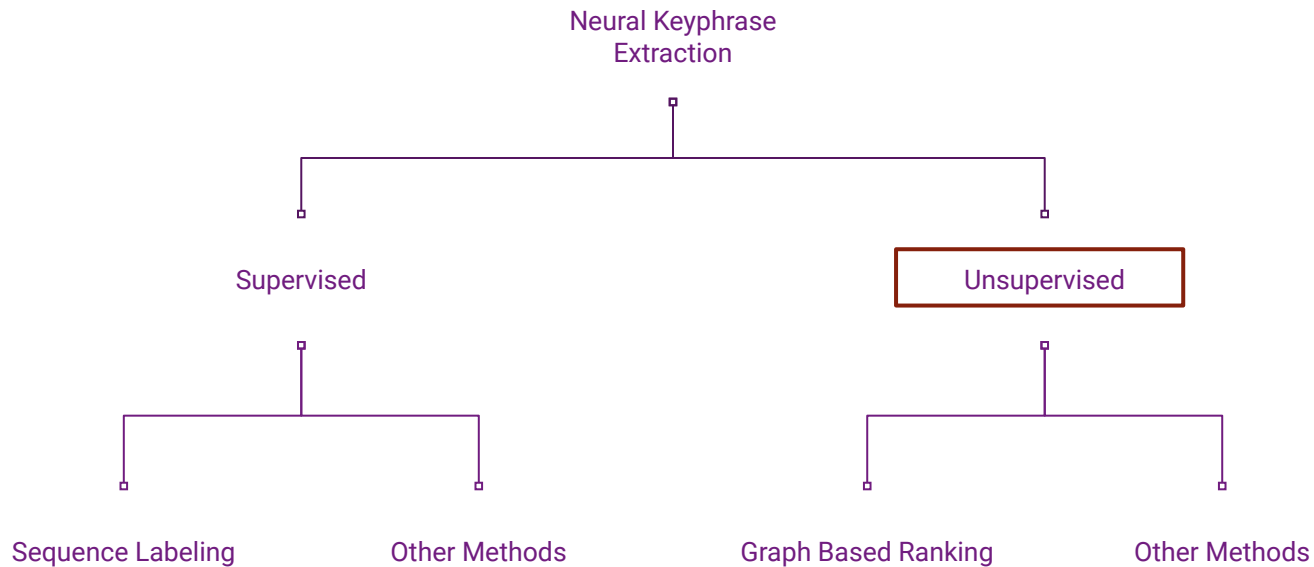 Neural Keyphrase
Extraction
Supervised
Unsupervised
Sequence Labeling
Other Methods
Graph Based Ranking
Other Methods